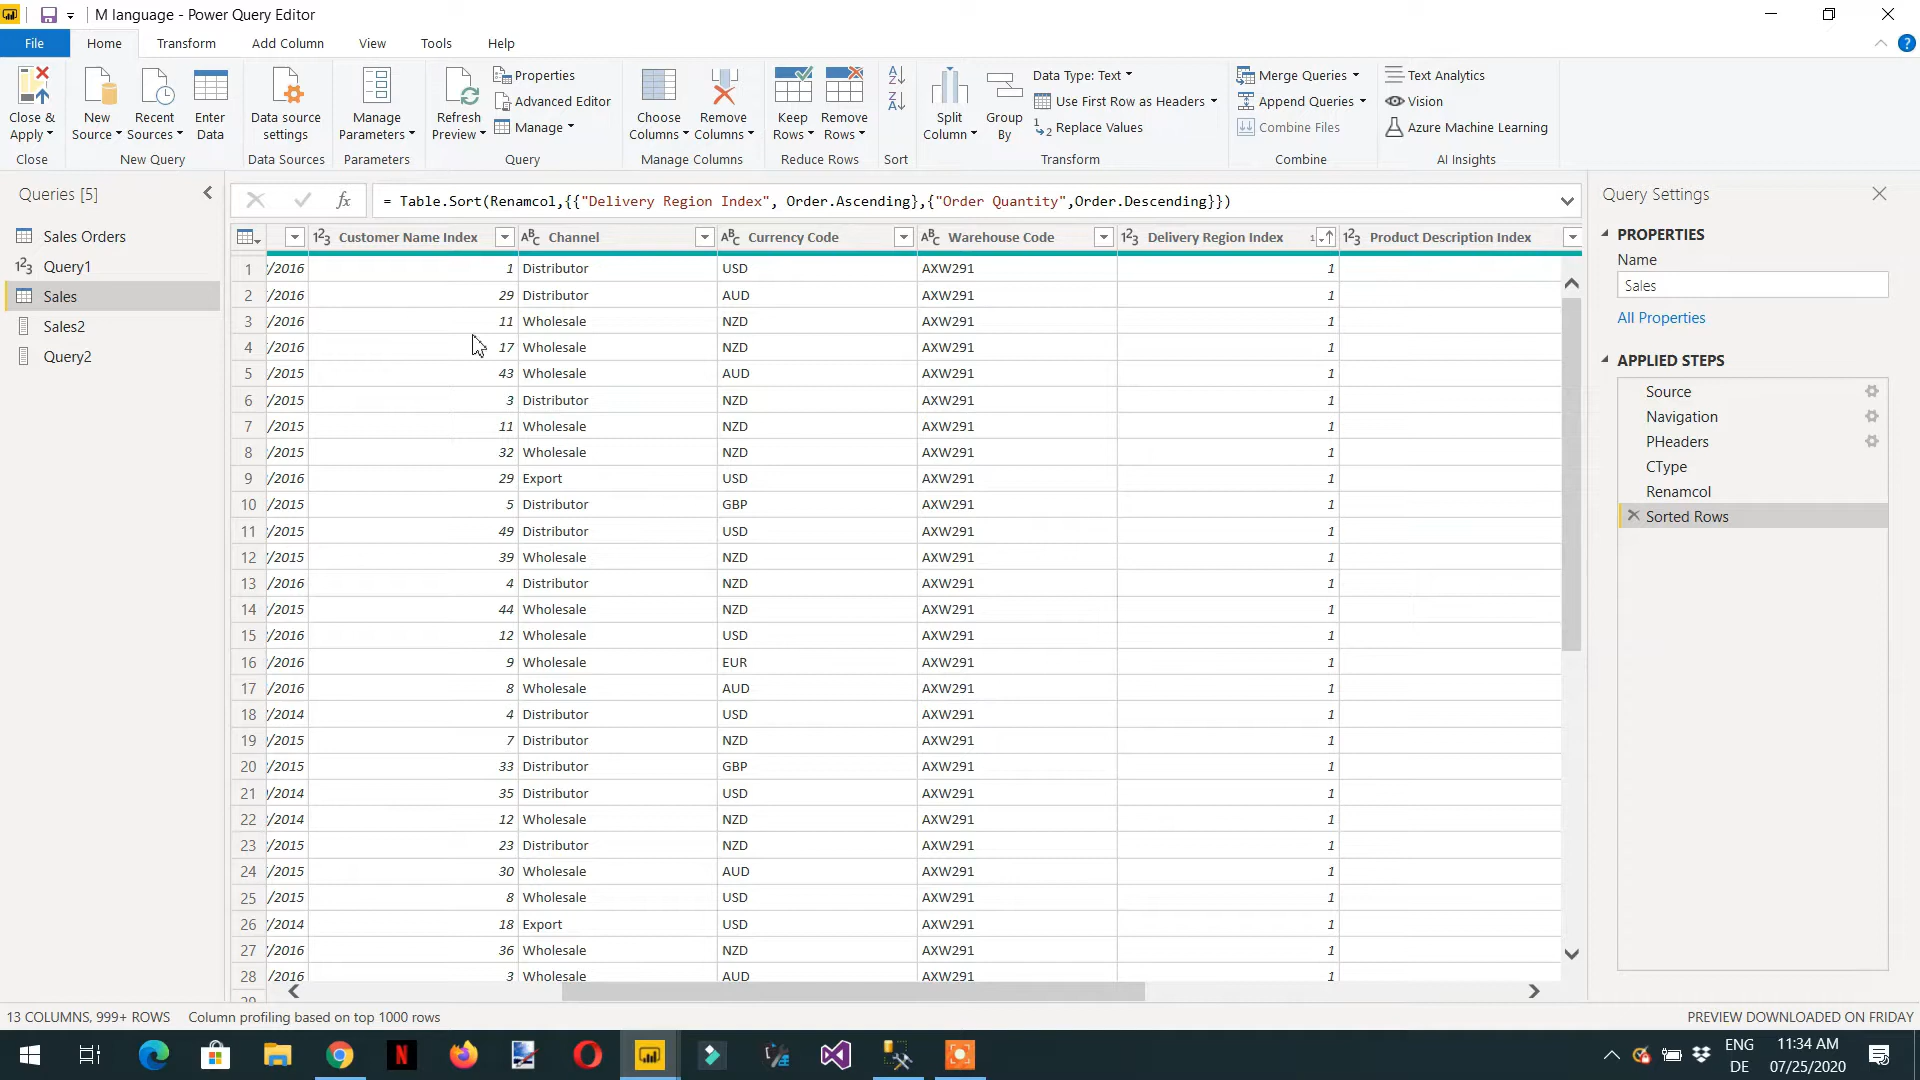 M language - Power Query Editor
File Home Transform Add Column View Tools Help
Close & Apply
New Source
Recent Sources
Enter Data
Data source settings
Manage Parameters
Refresh Preview
Properties
Advanced Editor
Manage
Choose Columns
Remove Columns
Keep Rows
Remove Rows
Split Column
Group By
Data Type: Text
Use First Row as Headers
Replace Values
Merge Queries
Append Queries
Combine Files
Text Analytics
Vision
Azure Machine Learning
Close New Query Data Sources Parameters Query Manage Columns Reduce Rows Sort Transform Combine AI Insights
Queries [5]
Sales Orders
Query1
Sales
Sales2
Query2
fx = Table.Sort(Renamcol,{{"Delivery Region Index", Order.Ascending},{"Order Quantity",Order.Descending}})
Customer Name Index Channel Currency Code Warehouse Code Delivery Region Index Product Description Index
1 /2016 1 Distributor USD AXW291 1
2 /2016 29 Distributor AUD AXW291 1
3 /2016 11 Wholesale NZD AXW291 1
4 /2016 17 Wholesale NZD AXW291 1
5 /2015 43 Wholesale AUD AXW291 1
6 /2015 3 Distributor NZD AXW291 1
7 /2015 11 Wholesale NZD AXW291 1
8 /2015 32 Wholesale NZD AXW291 1
9 /2016 29 Export USD AXW291 1
10 /2015 5 Distributor GBP AXW291 1
11 /2015 49 Distributor USD AXW291 1
12 /2015 39 Wholesale NZD AXW291 1
13 /2016 4 Distributor NZD AXW291 1
14 /2015 44 Wholesale NZD AXW291 1
15 /2016 12 Wholesale USD AXW291 1
16 /2016 9 Wholesale EUR AXW291 1
17 /2016 8 Wholesale AUD AXW291 1
18 /2014 4 Distributor USD AXW291 1
19 /2015 7 Distributor NZD AXW291 1
20 /2015 33 Distributor GBP AXW291 1
21 /2014 35 Distributor USD AXW291 1
22 /2014 12 Wholesale NZD AXW291 1
23 /2015 23 Distributor NZD AXW291 1
24 /2015 30 Wholesale AUD AXW291 1
25 /2015 8 Wholesale USD AXW291 1
26 /2014 18 Export USD AXW291 1
27 /2016 36 Wholesale NZD AXW291 1
28 /2016 3 Wholesale AUD AXW291 1
29
Query Settings
PROPERTIES
Name
Sales
All Properties
APPLIED STEPS
Source
Navigation
PHeaders
CType
Renamcol
Sorted Rows
13 COLUMNS, 999+ ROWS Column profiling based on top 1000 rows PREVIEW DOWNLOADED ON FRIDAY
ENG 11:34 AM
DE 07/25/2020